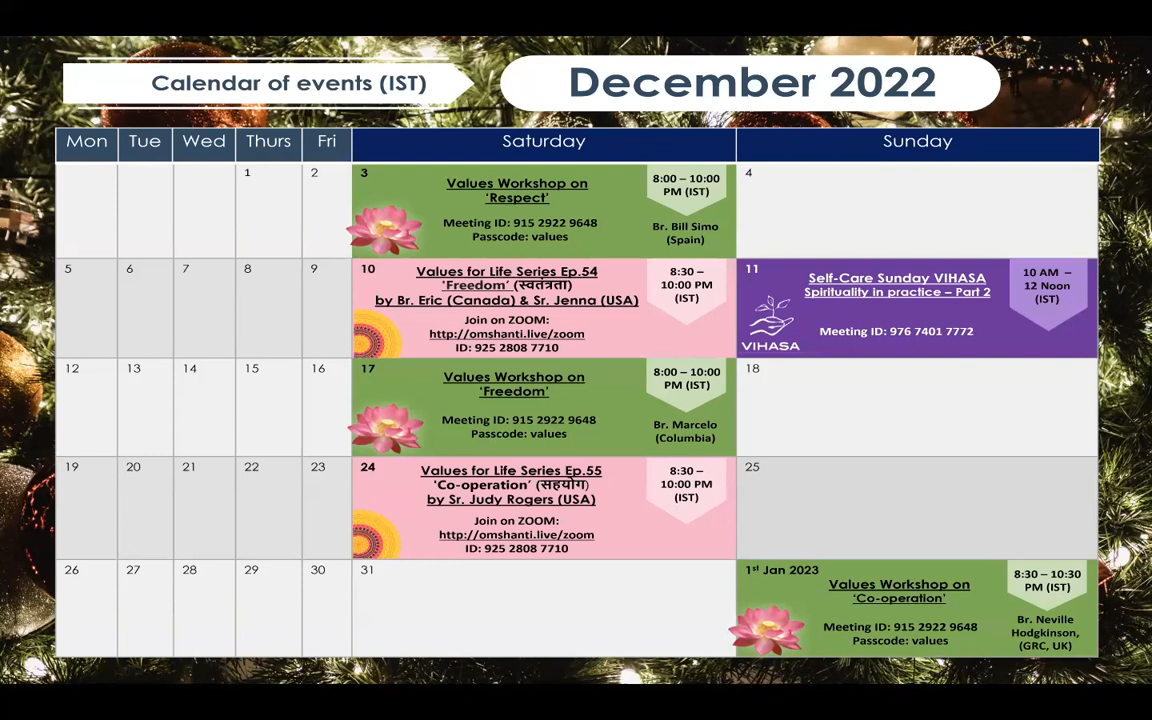 Calendar of events (IST)
December 2022
Mon Tue Wed Thurs Fri Saturday Sunday
1
2
3
Values Workshop on
‘Respect’
Meeting ID: 915 2922 9648
Passcode: values
8:00 – 10:00
PM (IST)
Br. Bill Simo
(Spain)
4
5
6
7
8
9
10
Values for Life Series Ep.54
'Freedom' (स्वतंत्रता)
by Br. Eric (Canada) & Sr. Jenna (USA)
Join on ZOOM:
http://omshanti.live/zoom
ID: 925 2808 7710
8:30 –
10:00 PM
(IST)
11
Self-Care Sunday VIHASA
Spirituality in practice – Part 2
Meeting ID: 976 7401 7772
VIHASA
10 AM –
12 Noon
(IST)
12
13
14
15
16
17
Values Workshop on
‘Freedom’
Meeting ID: 915 2922 9648
Passcode: values
8:00 – 10:00
PM (IST)
Br. Marcelo
(Columbia)
18
19
20
21
22
23
24
Values for Life Series Ep.55
'Co-operation' (सहयोग)
by Sr. Judy Rogers (USA)
Join on ZOOM:
http://omshanti.live/zoom
ID: 925 2808 7710
8:30 –
10:00 PM
(IST)
25
26
27
28
29
30
31
1st Jan 2023
Values Workshop on
‘Co-operation’
Meeting ID: 915 2922 9648
Passcode: values
8:30 – 10:30
PM (IST)
Br. Neville
Hodgkinson,
(GRC, UK)